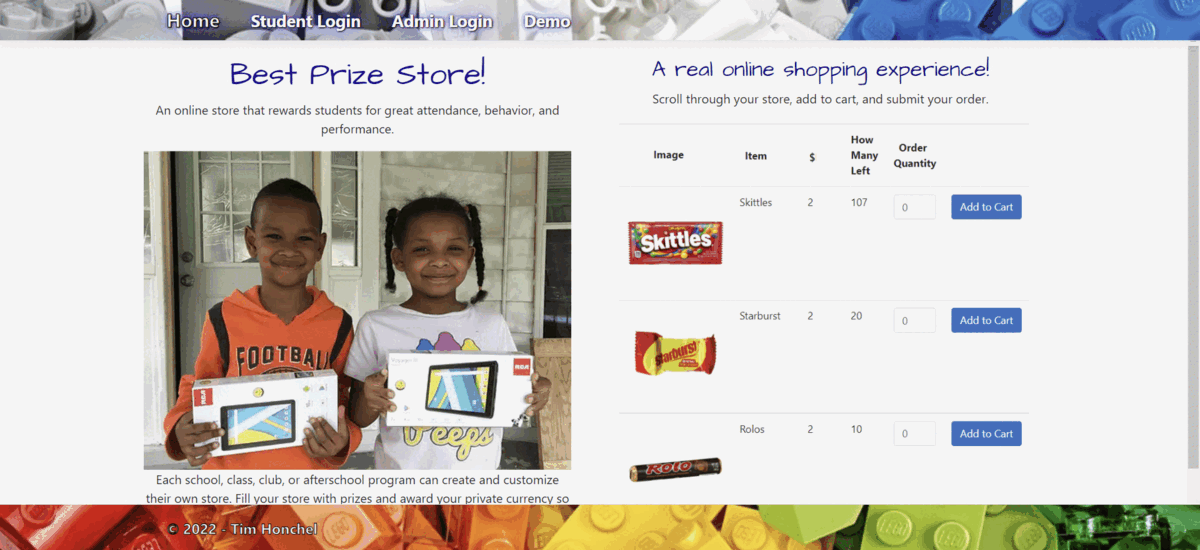 Home Student Login Admin Login Demo
Best Prize Store!
An online store that rewards students for great attendance, behavior, and
performance.
FOOTBALL
RCA
RCA
Peeps
Each school, class, club, or afterschool program can create and customize
their own store. Fill your store with prizes and award your private currency so
A real online shopping experience!
Scroll through your store, add to cart, and submit your order.
Image Item $ How Many Left Order Quantity
Skittles 2 107 0 Add to Cart
Skittles
Starburst 2 20 0 Add to Cart
starburst
Rolos 2 10 0 Add to Cart
ROLO
© 2022 - Tim Honchel